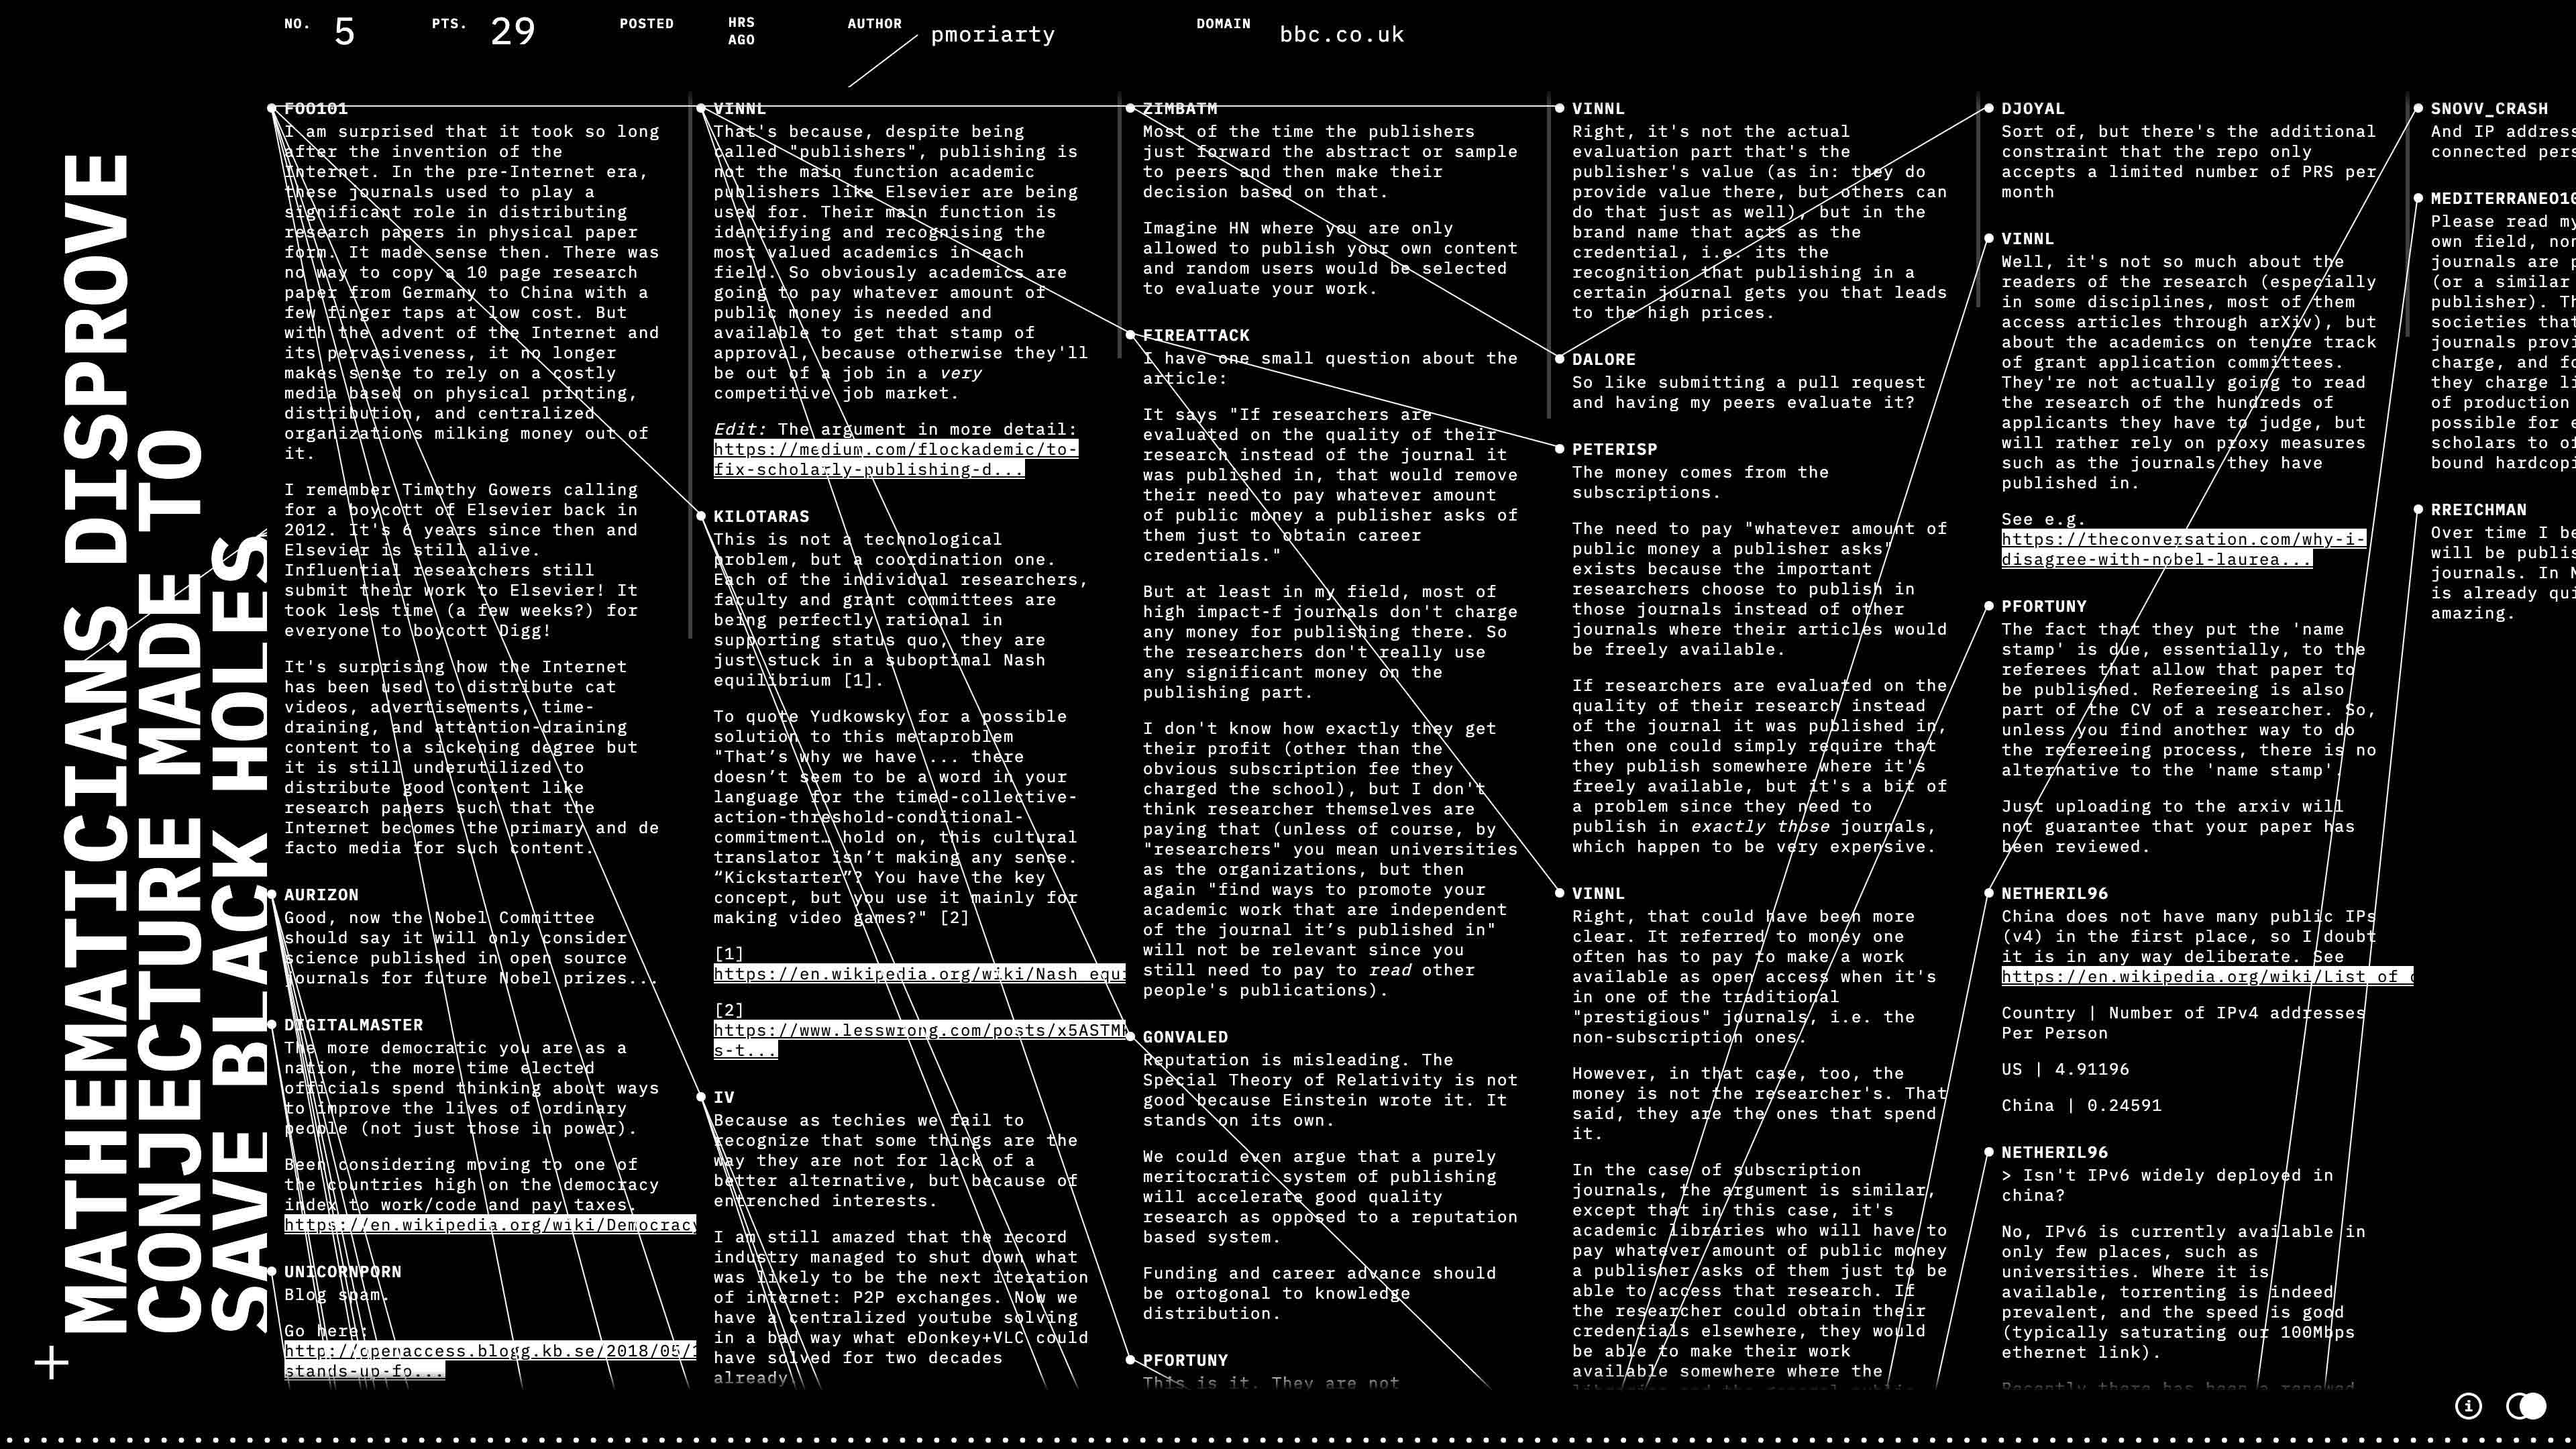 NO. 5 PTS. 29 POSTED HRS AGO AUTHOR pmoriarty DOMAIN bbc.co.uk
MATHEMATICIANS DISPROVE
CONJECTURE MADE TO
SAVE BLACK HOLES
FOO101
I am surprised that it took so long
after the invention of the
Internet. In the pre-Internet era,
these journals used to play a
significant role in distributing
research papers in physical paper
form. It made sense then. There was
no way to copy a 10 page research
paper from Germany to China with a
few finger taps at low cost. But
with the advent of the Internet and
its pervasiveness, it no longer
makes sense to rely on a costly
media based on physical printing,
distribution, and centralized
organizations milking money out of
it.
I remember Timothy Gowers calling
for a boycott of Elsevier back in
2012. It's 6 years since then and
Elsevier is still alive.
Influential researchers still
submit their work to Elsevier! It
took less time (a few weeks?) for
everyone to boycott Digg!
It's surprising how the Internet
has been used to distribute cat
videos, advertisements, time-
draining, and attention-draining
content to a sickening degree but
it is still underutilized to
distribute good content like
research papers such that the
Internet becomes the primary and de
facto media for such content.
AURIZON
Good, now the Nobel Committee
should say it will only consider
science published in open source
journals for future Nobel prizes...
DIGITALMASTER
The more democratic you are as a
nation, the more time elected
officials spend thinking about ways
to improve the lives of ordinary
people (not just those in power).
Been considering moving to one of
the countries high on the democracy
index to work/code and pay taxes.
https://en.wikipedia.org/wiki/Democracy
UNICORNPORN
Blog spam.
Go here:
http://openaccess.blogg.kb.se/2018/05/1
stands-up-fo...
VINNL
That's because, despite being
called "publishers", publishing is
not the main function academic
publishers like Elsevier are being
used for. Their main function is
identifying and recognising the
most valued academics in each
field. So obviously academics are
going to pay whatever amount of
public money is needed and
available to get that stamp of
approval, because otherwise they'll
be out of a job in a very
competitive job market.
Edit: The argument in more detail:
https://medium.com/flockademic/to-
fix-scholarly-publishing-d...
KILOTARAS
This is not a technological
problem, but a coordination one.
Each of the individual researchers,
faculty and grant committees are
being perfectly rational in
supporting status quo, they are
just stuck in a suboptimal Nash
equilibrium [1].
To quote Yudkowsky for a possible
solution to this metaproblem
"That’s why we have ... there
doesn’t seem to be a word in your
language for the timed-collective-
action-threshold-conditional-
commitment… hold on, this cultural
translator isn’t making any sense.
“Kickstarter”? You have the key
concept, but you use it mainly for
making video games?" [2]
[1]
https://en.wikipedia.org/wiki/Nash_equi
[2]
https://www.lesswrong.com/posts/x5ASTM
s-t...
IV
Because as techies we fail to
recognize that some things are the
way they are not for lack of a
better alternative, but because of
entrenched interests.
I am still amazed that the record
industry managed to shut down what
was likely to be the next iteration
of internet: P2P exchanges. Now we
have a centralized youtube solving
in a bad way what eDonkey+VLC could
have solved for two decades
already.
ZIMBATM
Most of the time the publishers
just forward the abstract or sample
to peers and then make their
decision based on that.
Imagine HN where you are only
allowed to publish your own content
and random users would be selected
to evaluate your work.
FIREATTACK
I have one small question about the
article:
It says "If researchers are
evaluated on the quality of their
research instead of the journal it
was published in, that would remove
their need to pay whatever amount
of public money a publisher asks of
them just to obtain career
credentials."
But at least in my field, most of
high impact-f journals don't charge
any money for publishing there. So
the researchers don't really use
any significant money on the
publishing part.
I don't know how exactly they get
their profit (other than the
obvious subscription fee they
charged the school), but I don't
think researcher themselves are
paying that (unless of course, by
"researchers" you mean universities
as the organizations, but then
again "find ways to promote your
academic work that are independent
of the journal it’s published in"
will not be relevant since you
still need to pay to read other
people's publications).
GONVALED
Reputation is misleading. The
Special Theory of Relativity is not
good because Einstein wrote it. It
stands on its own.
We could even argue that a purely
meritocratic system of publishing
will accelerate good quality
research as opposed to a reputation
based system.
Funding and career advance should
be ortogonal to knowledge
distribution.
PFORTUNY
This is it. They are not
VINNL
Right, it's not the actual
evaluation part that's the
publisher's value (as in: they do
provide value there, but others can
do that just as well), but in the
brand name that acts as the
credential, i.e. its the
recognition that publishing in a
certain journal gets you that leads
to the high prices.
DALORE
So like submitting a pull request
and having my peers evaluate it?
PETERISP
The money comes from the
subscriptions.
The need to pay "whatever amount of
public money a publisher asks"
exists because the important
researchers choose to publish in
those journals instead of other
journals where their articles would
be freely available.
If researchers are evaluated on the
quality of their research instead
of the journal it was published in,
then one could simply require that
they publish somewhere where it's
freely available, but it's a bit of
a problem since they need to
publish in exactly those journals,
which happen to be very expensive.
VINNL
Right, that could have been more
clear. It referred to money one
often has to pay to make a work
available as open access when it's
in one of the traditional
"prestigious" journals, i.e. the
non-subscription ones.
However, in that case, too, the
money is not the researcher's. That
said, they are the ones that spend
it.
In the case of subscription
journals, the argument is similar,
except that in this case, it's
academic libraries who will have to
pay whatever amount of public money
a publisher asks of them just to be
able to access that research. If
the researcher could obtain their
credentials elsewhere, they would
be able to make their work
available somewhere where the
DJOYAL
Sort of, but there's the additional
constraint that the repo only
accepts a limited number of PRS per
month
VINNL
Well, it's not so much about the
readers of the research (especially
in some disciplines, most of them
access articles through arXiv), but
about the academics on tenure track
of grant application committees.
They're not actually going to read
the research of the hundreds of
applicants they have to judge, but
will rather rely on proxy measures
such as the journals they have
published in.
See e.g.
https://theconversation.com/why-i-
disagree-with-nobel-laurea...
PFORTUNY
The fact that they put the 'name
stamp' is due, essentially, to the
referees that allow that paper to
be published. Refereeing is also
part of the CV of a researcher. So,
unless you find another way to do
the refereeing process, there is no
alternative to the 'name stamp'.
Just uploading to the arxiv will
not guarantee that your paper has
been reviewed.
NETHERIL96
China does not have many public IPs
(v4) in the first place, so I doubt
it is in any way deliberate. See
https://en.wikipedia.org/wiki/List_of_c
Country | Number of IPv4 addresses
Per Person
US | 4.91196
China | 0.24591
NETHERIL96
> Isn't IPv6 widely deployed in
china?
No, IPv6 is currently available in
only few places, such as
universities. Where it is
available, torrenting is indeed
prevalent, and the speed is good
(typically saturating our 100Mbps
ethernet link).
Recently there has been a renewed
SNOVV_CRASH
And IP address
connected pers
MEDITERRANEO10
Please read my
own field, non
journals are p
(or a similar
publisher). Th
societies that
journals provi
charge, and fo
they charge li
of production
possible for e
scholars to of
bound hardcopi
RREICHMAN
Over time I be
will be publis
journals. In M
is already qui
amazing.